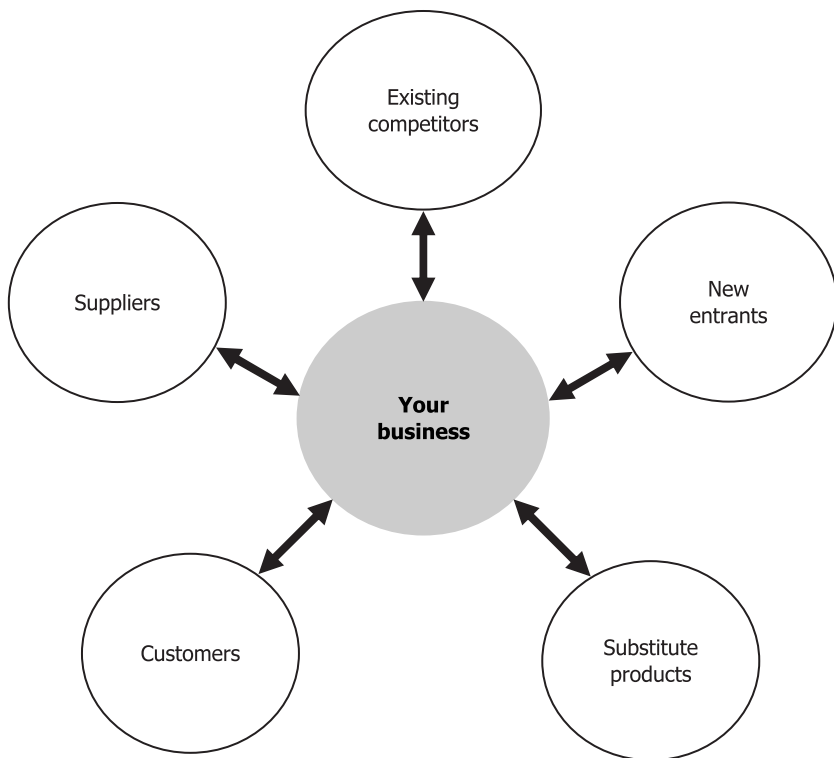 Existing
competitors
Suppliers
New
entrants
Your
business
Customers
Substitute
products